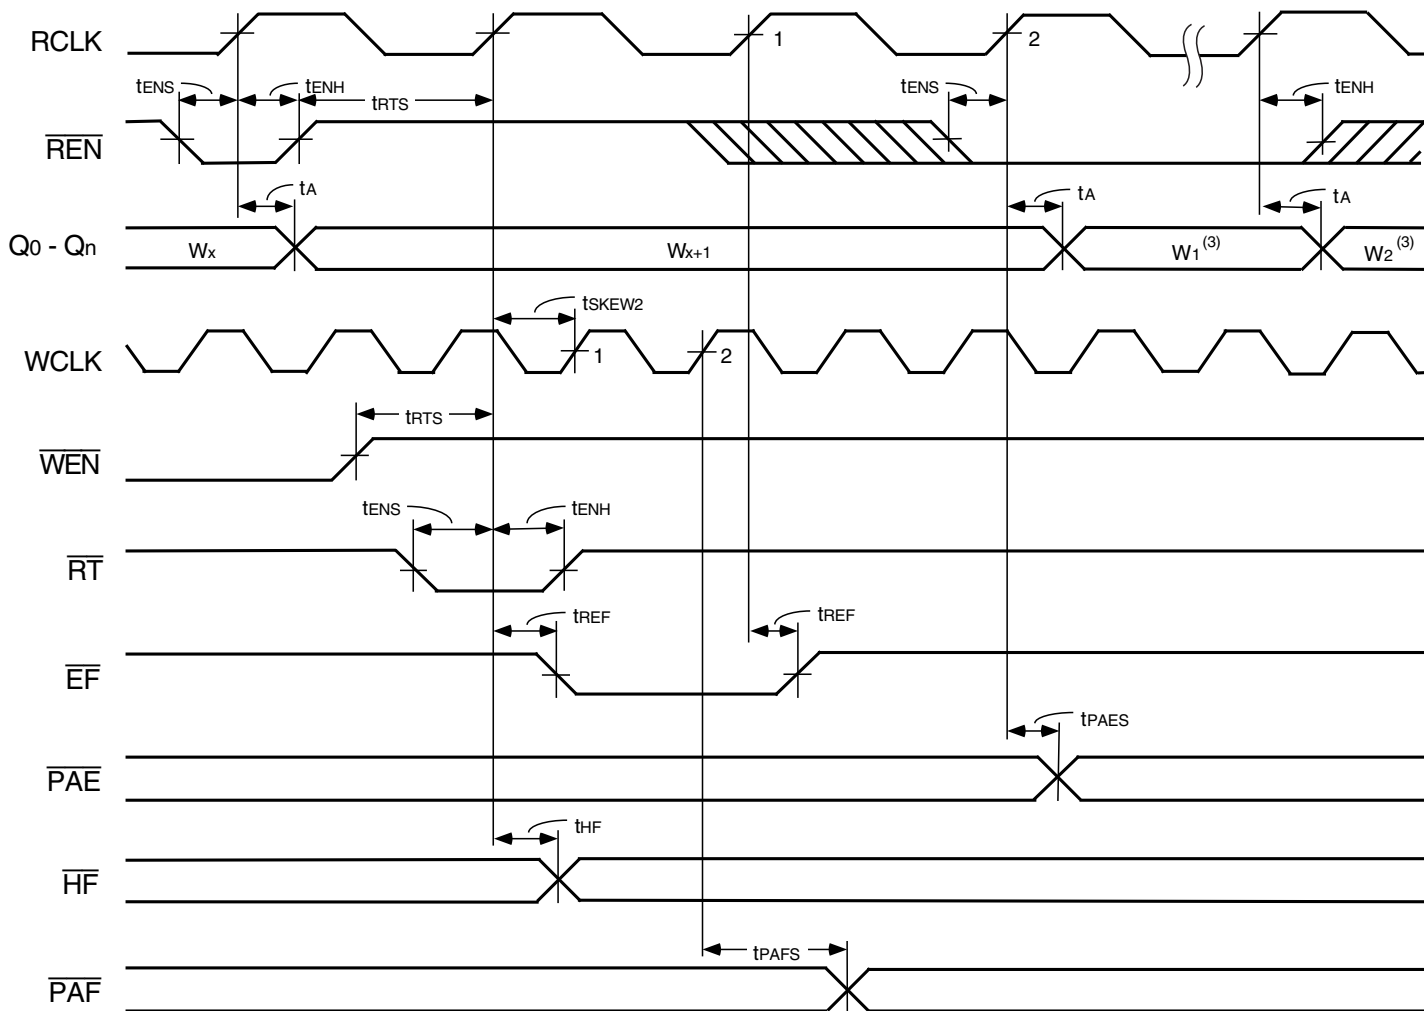 RCLK
1
2
tENS
tENH
tRTS
tENS
tENH
REN
tA
tA
tA
Q0 - Qn
Wx
Wx+1
W1(3)
W2(3)
tSKEW2
WCLK
1
2
tRTS
WEN
tENS
tENH
RT
tREF
tREF
EF
tPAES
PAE
tHF
HF
tPAFS
PAF